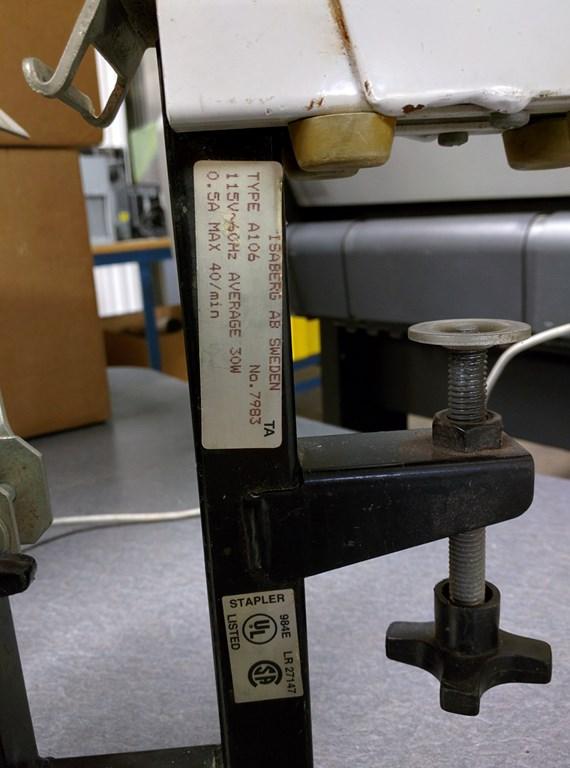 ISABERG AB SWEDEN
TYPE A106 No.7983 TA
115V~60Hz AVERAGE 30W
0.5A MAX 40/min
STAPLER
UL
LISTED
984E
SA
LR 27147